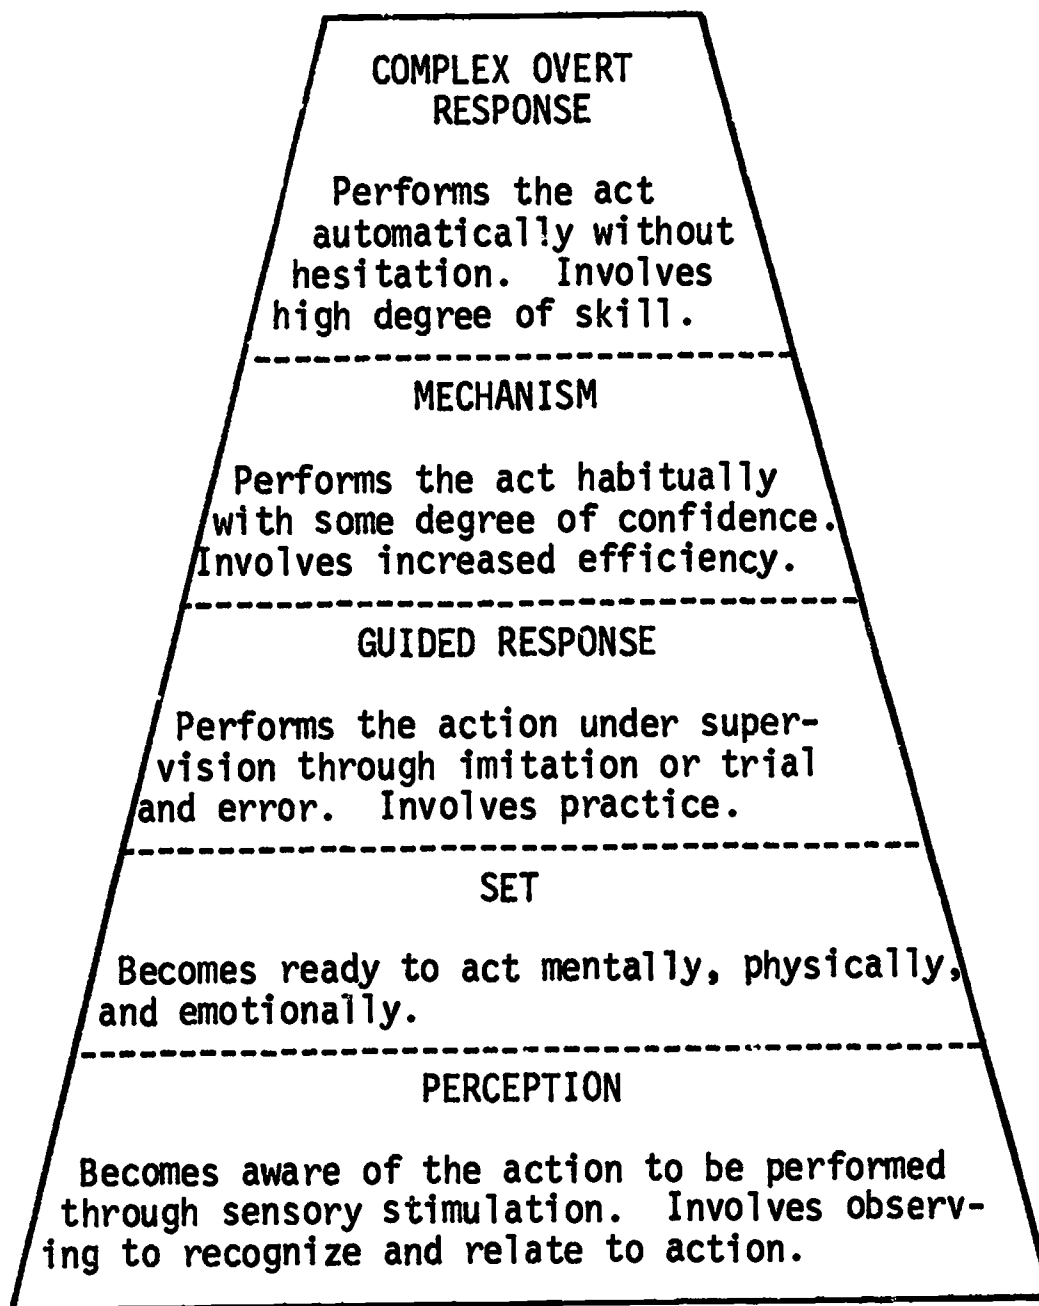 COMPLEX OVERT
RESPONSE
Performs the act
automatically without
hesitation. Involves
high degree of skill.
MECHANISM
Performs the act habitually
with some degree of confidence.
Involves increased efficiency.
GUIDED RESPONSE
Performs the action under super-
vision through imitation or trial
and error. Involves practice.
SET
Becomes ready to act mentally, physically,
and emotionally.
PERCEPTION
Becomes aware of the action to be performed
through sensory stimulation. Involves observ-
ing to recognize and relate to action.